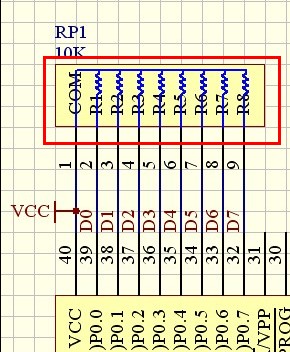 RP1
10K
COM R1 R2 R3 R4 R5 R6 R7 R8
1 2 3 4 5 6 7 8 9
VCC
D0 D1 D2 D3 D4 D5 D6 D7
40 39 38 37 36 35 34 33 32 31 30
VCC )P0.0 )P0.1 )P0.2 )P0.3 )P0.4 )P0.5 )P0.6 )P0.7 /VPP PROG